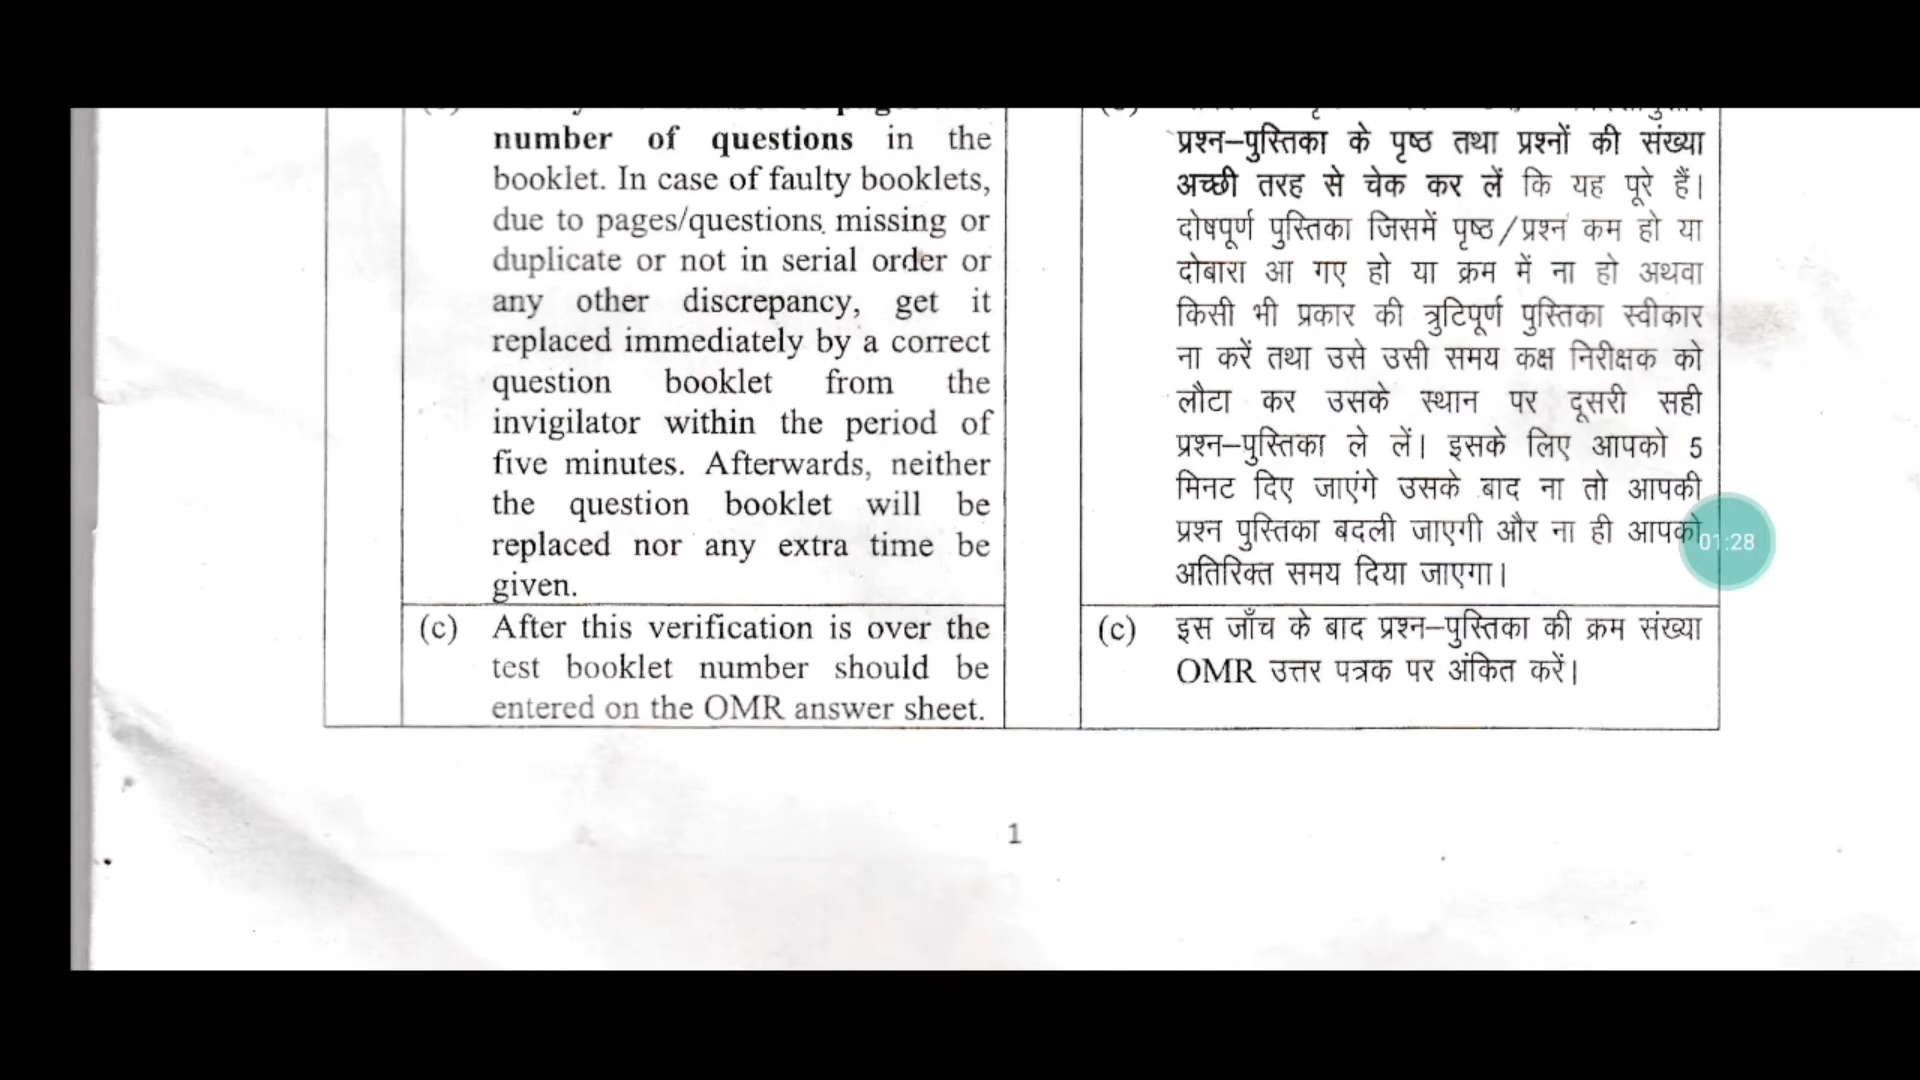 number of questions in the
booklet. In case of faulty booklets,
due to pages/questions missing or
duplicate or not in serial order or
any other discrepancy, get it
replaced immediately by a correct
question booklet from the
invigilator within the period of
five minutes. Afterwards, neither
the question booklet will be
replaced nor any extra time be
given.
(c) After this verification is over the
test booklet number should be
entered on the OMR answer sheet.
प्रश्न–पुस्तिका के पृष्ठ तथा प्रश्नों की संख्या
अच्छी तरह से चेक कर लें कि यह पूरे हैं।
दोषपूर्ण पुस्तिका जिसमें पृष्ठ/प्रश्न कम हो या
दोबारा आ गए हो या क्रम में ना हो अथवा
किसी भी प्रकार की त्रुटिपूर्ण पुस्तिका स्वीकार
ना करें तथा उसे उसी समय कक्ष निरीक्षक को
लौटा कर उसके स्थान पर दूसरी सही
प्रश्न–पुस्तिका ले लें। इसके लिए आपको 5
मिनट दिए जाएंगे उसके बाद ना तो आपकी
प्रश्न पुस्तिका बदली जाएगी और ना ही आपको
अतिरिक्त समय दिया जाएगा।
(c) इस जाँच के बाद प्रश्न–पुस्तिका की क्रम संख्या
OMR उत्तर पत्रक पर अंकित करें।
01:28
1